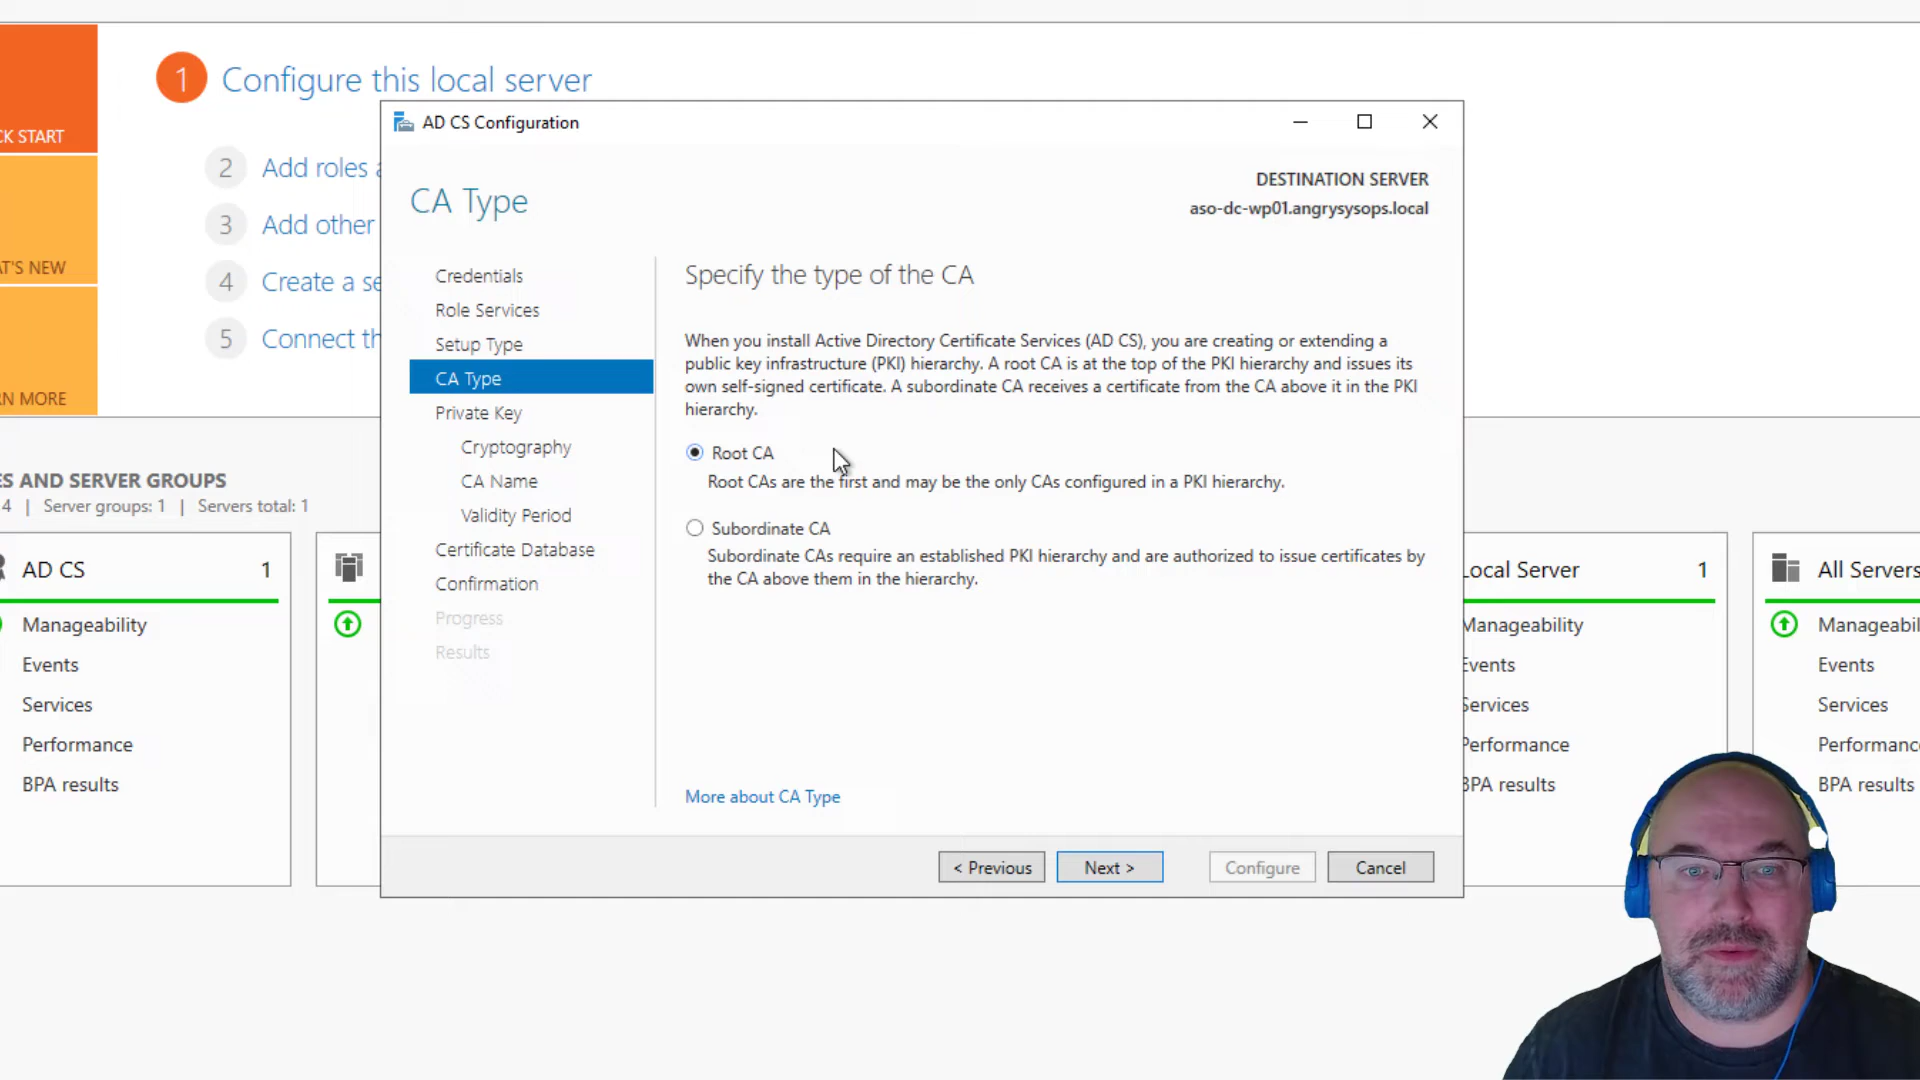 1 Configure this local server
CK START
2 Add roles a
3 Add other
T'S NEW
4 Create a se
5 Connect th
RN MORE
AD CS Configuration
CA Type
DESTINATION SERVER
aso-dc-wp01.angrysysops.local
Credentials
Role Services
Setup Type
CA Type
Private Key
Cryptography
CA Name
Validity Period
Certificate Database
Confirmation
Progress
Results
Specify the type of the CA
When you install Active Directory Certificate Services (AD CS), you are creating or extending a
public key infrastructure (PKI) hierarchy. A root CA is at the top of the PKI hierarchy and issues its
own self-signed certificate. A subordinate CA receives a certificate from the CA above it in the PKI
hierarchy.
Root CA
Root CAs are the first and may be the only CAs configured in a PKI hierarchy.
Subordinate CA
Subordinate CAs require an established PKI hierarchy and are authorized to issue certificates by
the CA above them in the hierarchy.
More about CA Type
< Previous
Next >
Configure
Cancel
ES AND SERVER GROUPS
4 | Server groups: 1 | Servers total: 1
AD CS 1
Manageability
Events
Services
Performance
BPA results
Local Server 1
Manageability
Events
Services
Performance
BPA results
All Servers
Manageabil
Events
Services
Performanc
BPA results